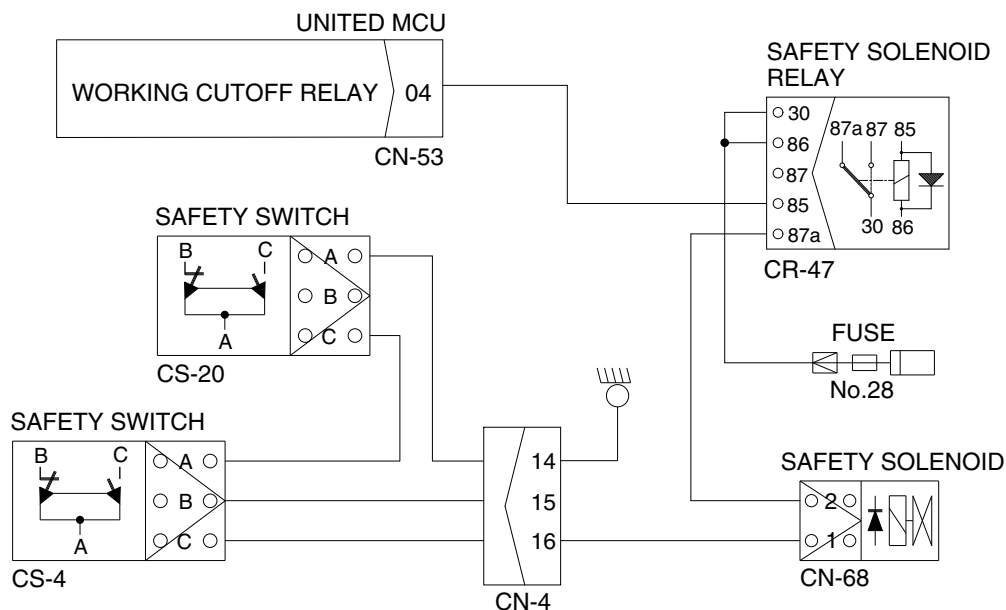 UNITED MCU
WORKING CUTOFF RELAY 04
CN-53
SAFETY SOLENOID
RELAY
30
86
87
85
87a
87a 87 85
30 86
CR-47
SAFETY SWITCH
B C
A
A
B
C
CS-20
FUSE
No.28
SAFETY SWITCH
B C
A
A
B
C
CS-4
14
15
16
CN-4
SAFETY SOLENOID
2
1
CN-68